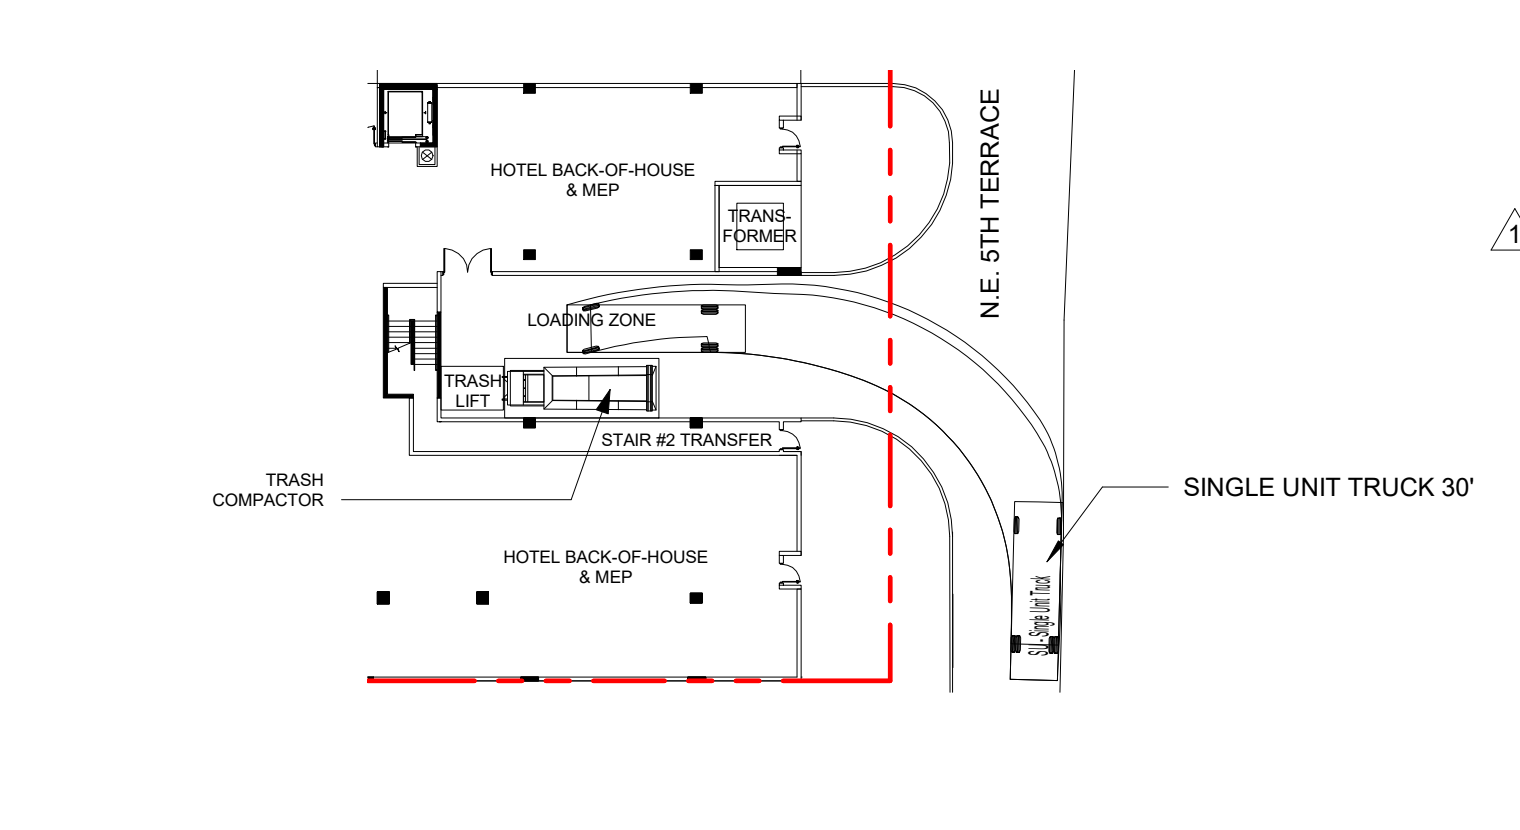 HOTEL BACK-OF-HOUSE
& MEP
TRANS-
FORMER
N.E. 5TH TERRACE
1
LOADING ZONE
TRASH
LIFT
STAIR #2 TRANSFER
TRASH
COMPACTOR
SINGLE UNIT TRUCK 30'
HOTEL BACK-OF-HOUSE
& MEP
SU - Single Unit Truck